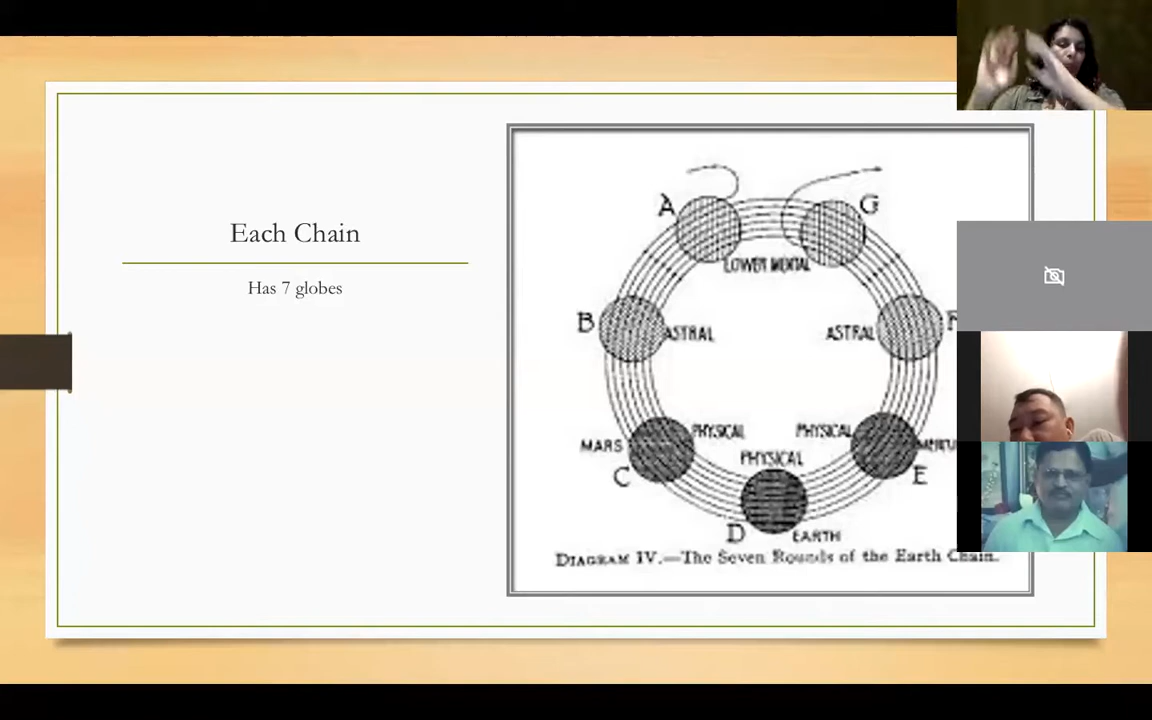 Each Chain
Has 7 globes
A
G
LOWER MENTAL
B
ASTRAL
ASTRAL
PHYSICAL
PHYSICAL
MARS
PHYSICAL
C
E
D
EARTH
DIAGRAM IV.—The Seven Rounds of the Earth Chain.